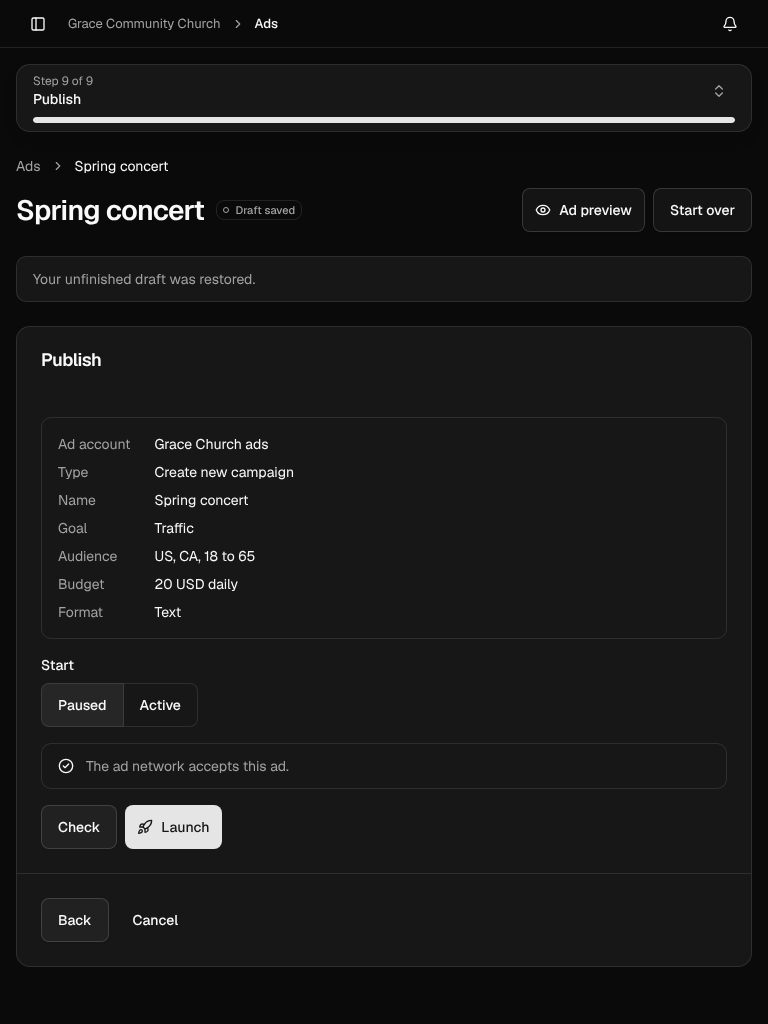 Grace Community Church > Ads
Step 9 of 9
Publish
Ads > Spring concert
Spring concert
Draft saved
Ad preview
Start over
Your unfinished draft was restored.
Publish
Ad account Grace Church ads
Type Create new campaign
Name Spring concert
Goal Traffic
Audience US, CA, 18 to 65
Budget 20 USD daily
Format Text
Start
Paused Active
The ad network accepts this ad.
Check Launch
Back Cancel